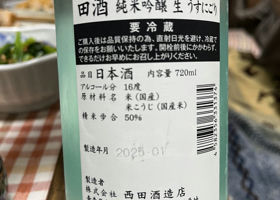 田酒 純米吟醸 生 うすにごり
要冷蔵
ご購入後は品質保持の為、直射日光を避け、冷蔵で
の保存をお願いいたします。開栓前後にかかわらず、
できるだけお早めにお召し上がりください。
品目 日本酒 内容量 720ml
アルコール分 16度
原材料名 米(国産)
米こうじ(国産米)
精米歩合 50%
製造年月 2025.01
製造者
株式会社 西田酒造店